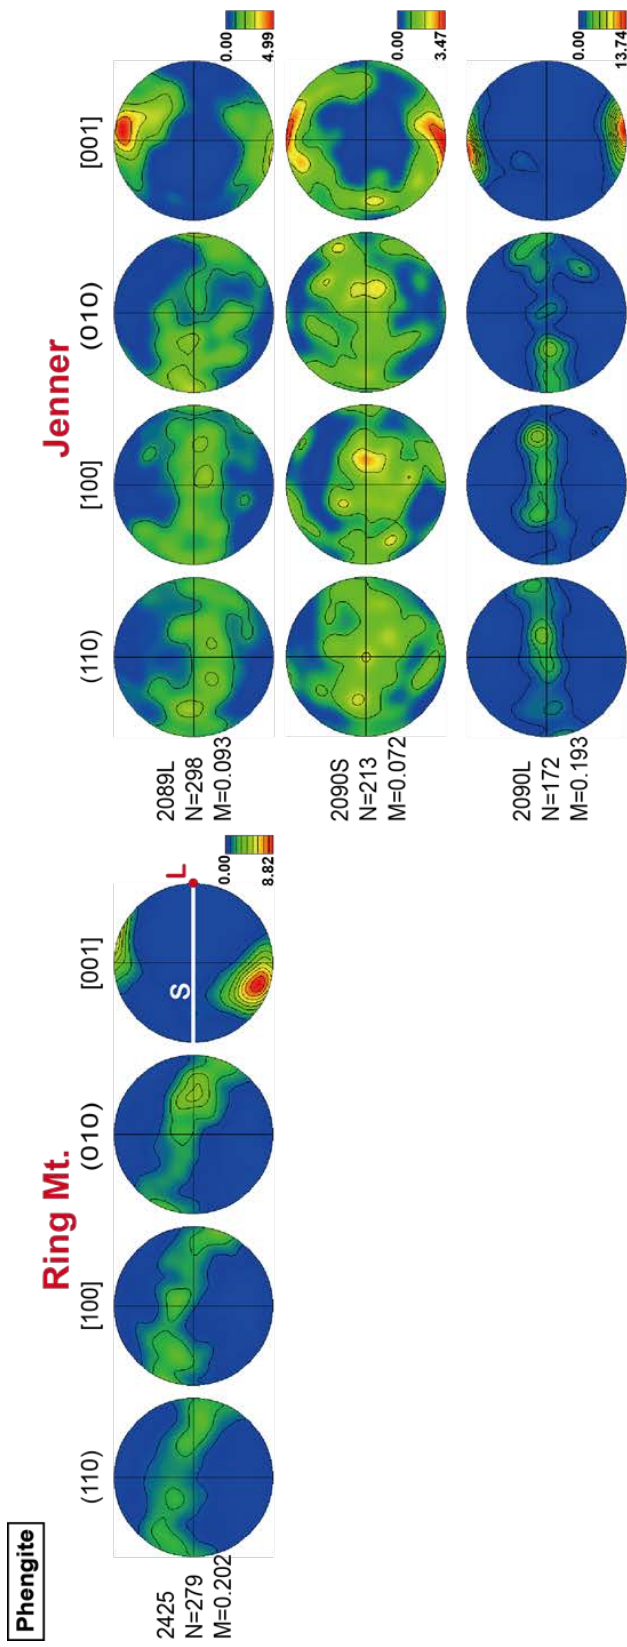 Phengite
Ring Mt.
(110) [100] (010) [001]
2425
N=279
M=0.202
S
L
0.00
8.82
Jenner
(110) [100] (010) [001]
2089L
N=298
M=0.093
0.00
4.99
2090S
N=213
M=0.072
0.00
3.47
2090L
N=172
M=0.193
0.00
13.74